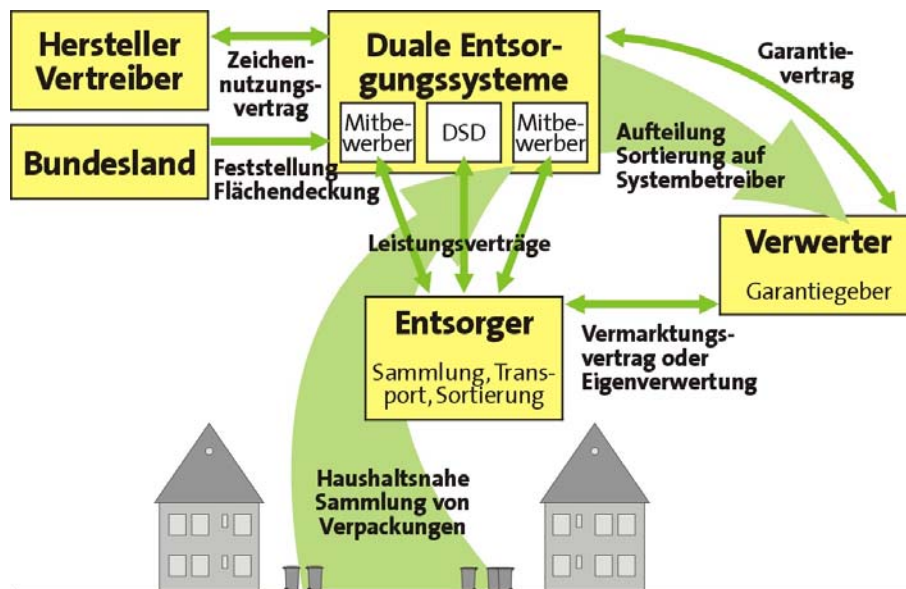 Hersteller
Vertreiber
Zeichen-
nutzungs-
vertrag
Duale Entsor-
gungssysteme
Mitbe-
werber
DSD
Mitbe-
werber
Garantie-
vertrag
Bundesland
Feststellung
Flächendeckung
Aufteilung
Sortierung auf
Systembetreiber
Leistungsverträge
Verwerter
Garantiegeber
Entsorger
Sammlung, Trans-
port, Sortierung
Vermarktungs-
vertrag oder
Eigenverwertung
Haushaltsnahe
Sammlung von
Verpackungen